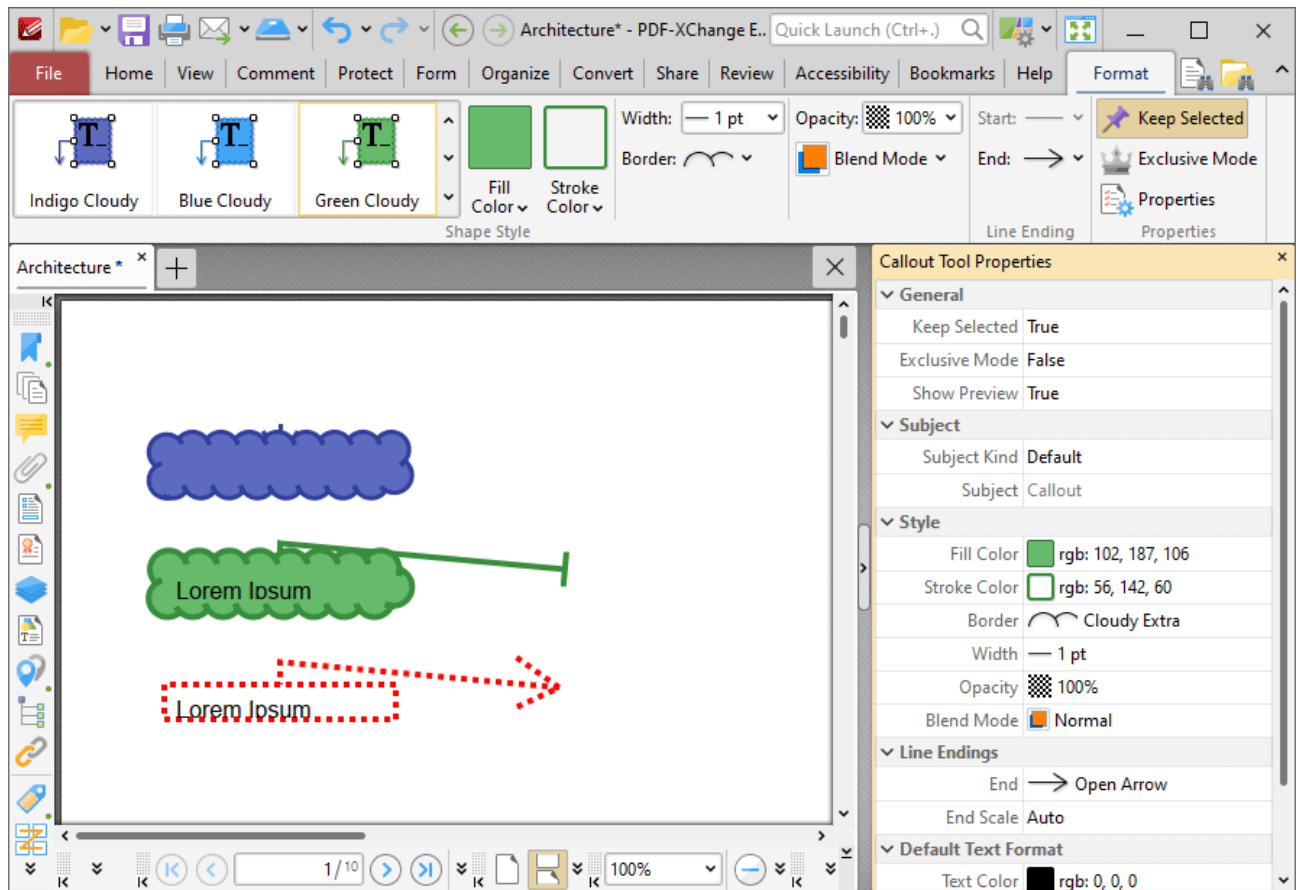 Architecture* - PDF-XChange E.. Quick Launch (Ctrl+.)
File Home View Comment Protect Form Organize Convert Share Review Accessibility Bookmarks Help Format
T_ T_ T_
Indigo Cloudy Blue Cloudy Green Cloudy
Fill Color Stroke Color
Width: 1 pt
Border:
Shape Style
Opacity: 100%
Blend Mode
Start:
End:
Line Ending
Keep Selected
Exclusive Mode
Properties
Properties
Architecture *
Lorem Ipsum
Lorem Ipsum
1/10 100%
Callout Tool Properties
General
Keep Selected True
Exclusive Mode False
Show Preview True
Subject
Subject Kind Default
Subject Callout
Style
Fill Color rgb: 102, 187, 106
Stroke Color rgb: 56, 142, 60
Border Cloudy Extra
Width 1 pt
Opacity 100%
Blend Mode Normal
Line Endings
End Open Arrow
End Scale Auto
Default Text Format
Text Color rgb: 0, 0, 0